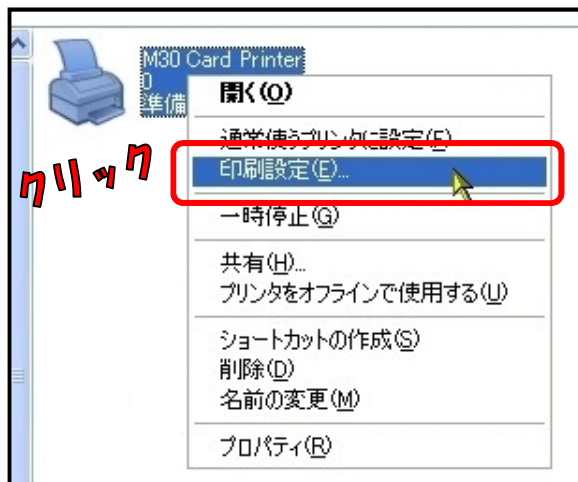 M30 Card Printer
0
準備
開く(O)
通常使うプリンタに設定(F)
印刷設定(E)...
クリック
一時停止(G)
共有(H)...
プリンタをオフラインで使用する(U)
ショートカットの作成(S)
削除(D)
名前の変更(M)
プロパティ(R)